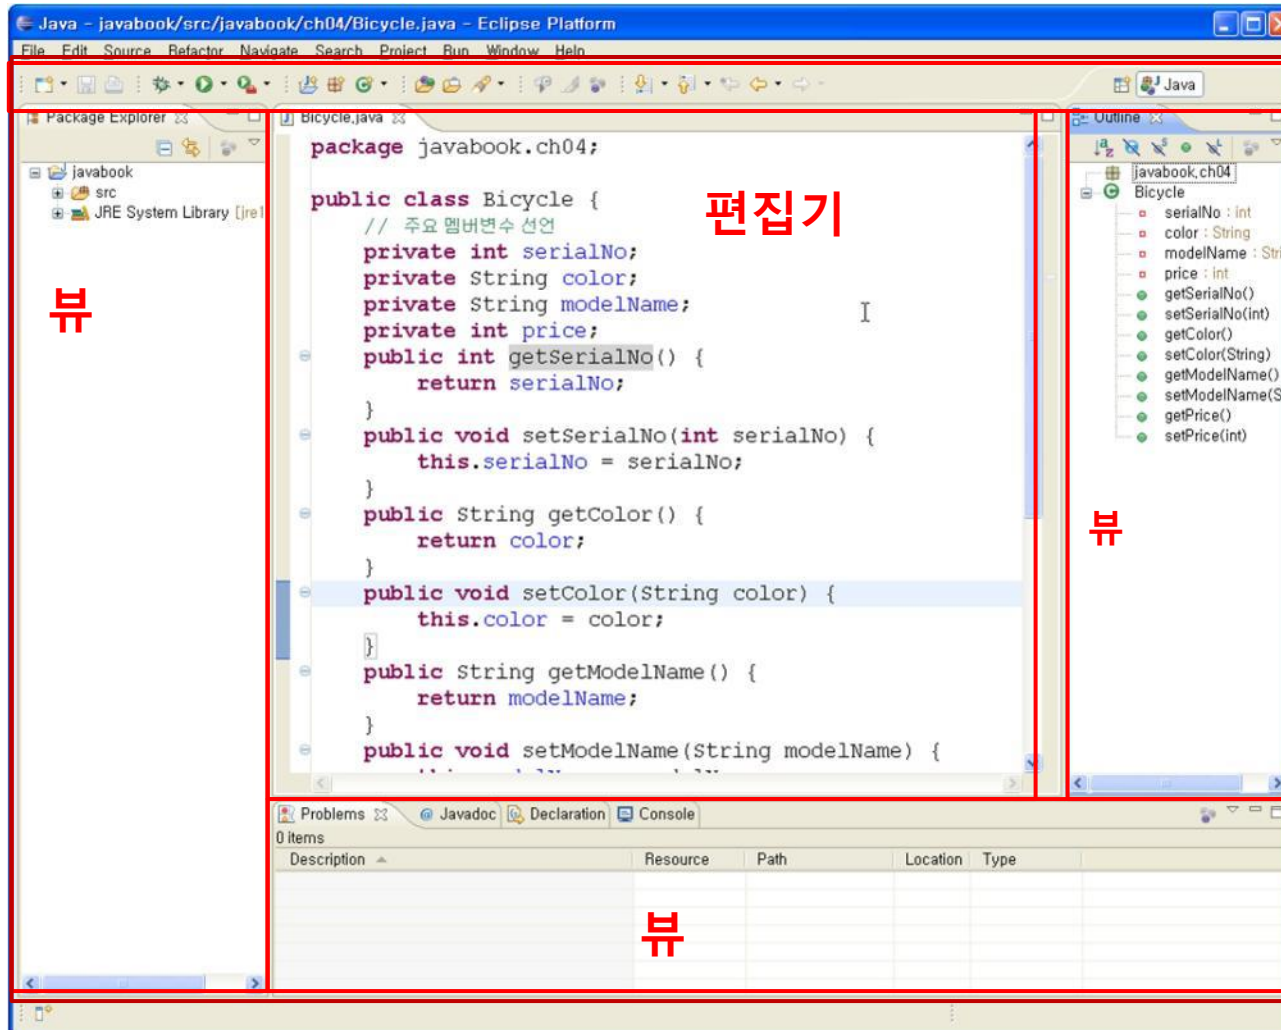 Java - javabook/src/javabook/ch04/Bicycle.java - Eclipse Platform
File Edit Source Refactor Navigate Search Project Run Window Help
Java
Package Explorer
javabook
src
JRE System Library [jre1
뷰
Bicycle.java
package javabook.ch04;
public class Bicycle {
// 주요 멤버변수 선언
private int serialNo;
private String color;
private String modelName;
private int price;
public int getSerialNo() {
return serialNo;
}
public void setSerialNo(int serialNo) {
this.serialNo = serialNo;
}
public String getColor() {
return color;
}
public void setColor(String color) {
this.color = color;
}
public String getModelName() {
return modelName;
}
public void setModelName(String modelName) {
편집기
Outline
javabook.ch04
Bicycle
serialNo : int
color : String
modelName : Stri
price : int
getSerialNo()
setSerialNo(int)
getColor()
setColor(String)
getModelName()
setModelName(S
getPrice()
setPrice(int)
뷰
Problems Javadoc Declaration Console
0 items
Description Resource Path Location Type
뷰